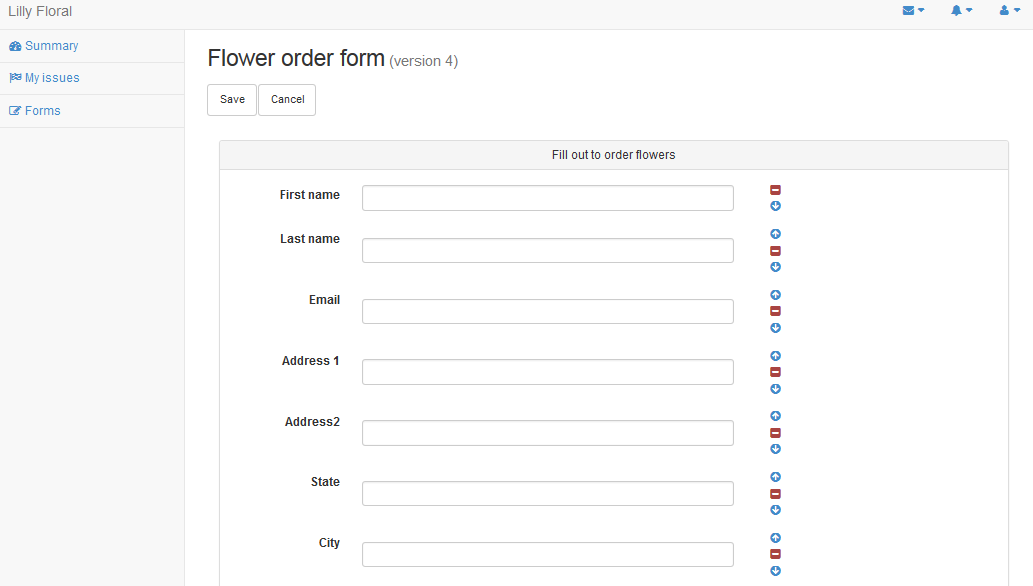 Lilly Floral
Summary
My issues
Forms
Flower order form (version 4)
Save Cancel
Fill out to order flowers
First name
Last name
Email
Address 1
Address2
State
City